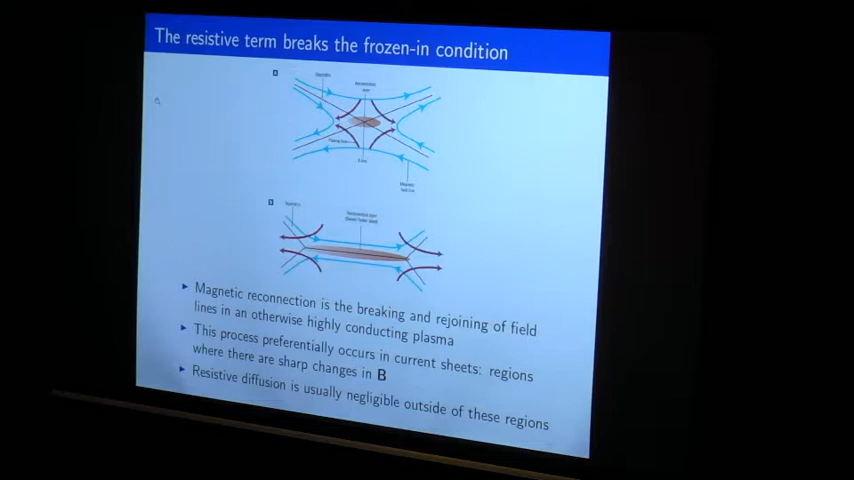 The resistive term breaks the frozen-in condition
Magnetic reconnection is the breaking and rejoining of field
lines in an otherwise highly conducting plasma
This process preferentially occurs in current sheets: regions
where there are sharp changes in B
Resistive diffusion is usually negligible outside of these regions